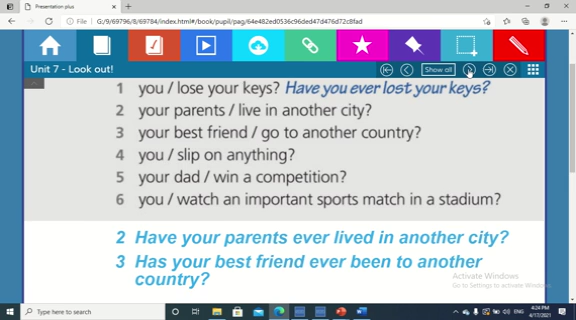 Presentation page
File | G:/9/69796/8/69784/index.html#/book/pupil/pag/64e482ed0536c96ded47d476d72c8fad
Unit 7 - Look out!
Show all
1 you / lose your keys? Have you ever lost your keys?
2 your parents / live in another city?
3 your best friend / go to another country?
4 you / slip on anything?
5 your dad / win a competition?
6 you / watch an important sports match in a stadium?
2 Have your parents ever lived in another city?
3 Has your best friend ever been to another
country?
Activate Windows
Go to Settings to activate Windows.
Type here to search
ENG
4:24 PM
4/17/2021